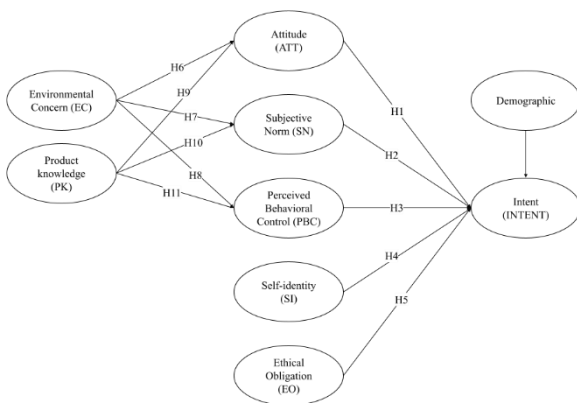 Attitude
(ATT)
H6
H9
H1
Environmental
Concern (EC)
H7
Subjective
Norm (SN)
Demographic
H10
H2
Product
knowledge
(PK)
H8
H11
Perceived
Behavioral
Control (PBC)
H3
Intent
(INTENT)
H4
Self-identity
(SI)
H5
Ethical
Obligation
(EO)